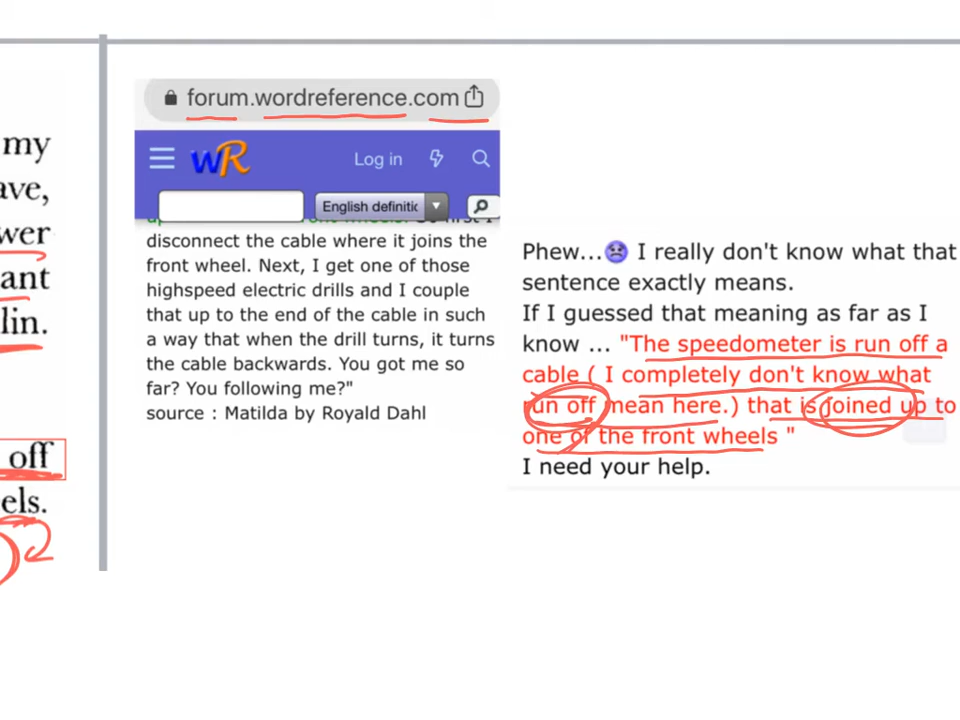 my
ave,
wer
ant
lin.
off
els.
forum.wordreference.com
WR
Log in
English definitic
disconnect the cable where it joins the
front wheel. Next, I get one of those
highspeed electric drills and I couple
that up to the end of the cable in such
a way that when the drill turns, it turns
the cable backwards. You got me so
far? You following me?"
source : Matilda by Royald Dahl
Phew... I really don't know what that
sentence exactly means.
If I guessed that meaning as far as I
know ... "The speedometer is run off a
cable ( I completely don't know what
run off mean here.) that is joined up to
one of the front wheels "
I need your help.